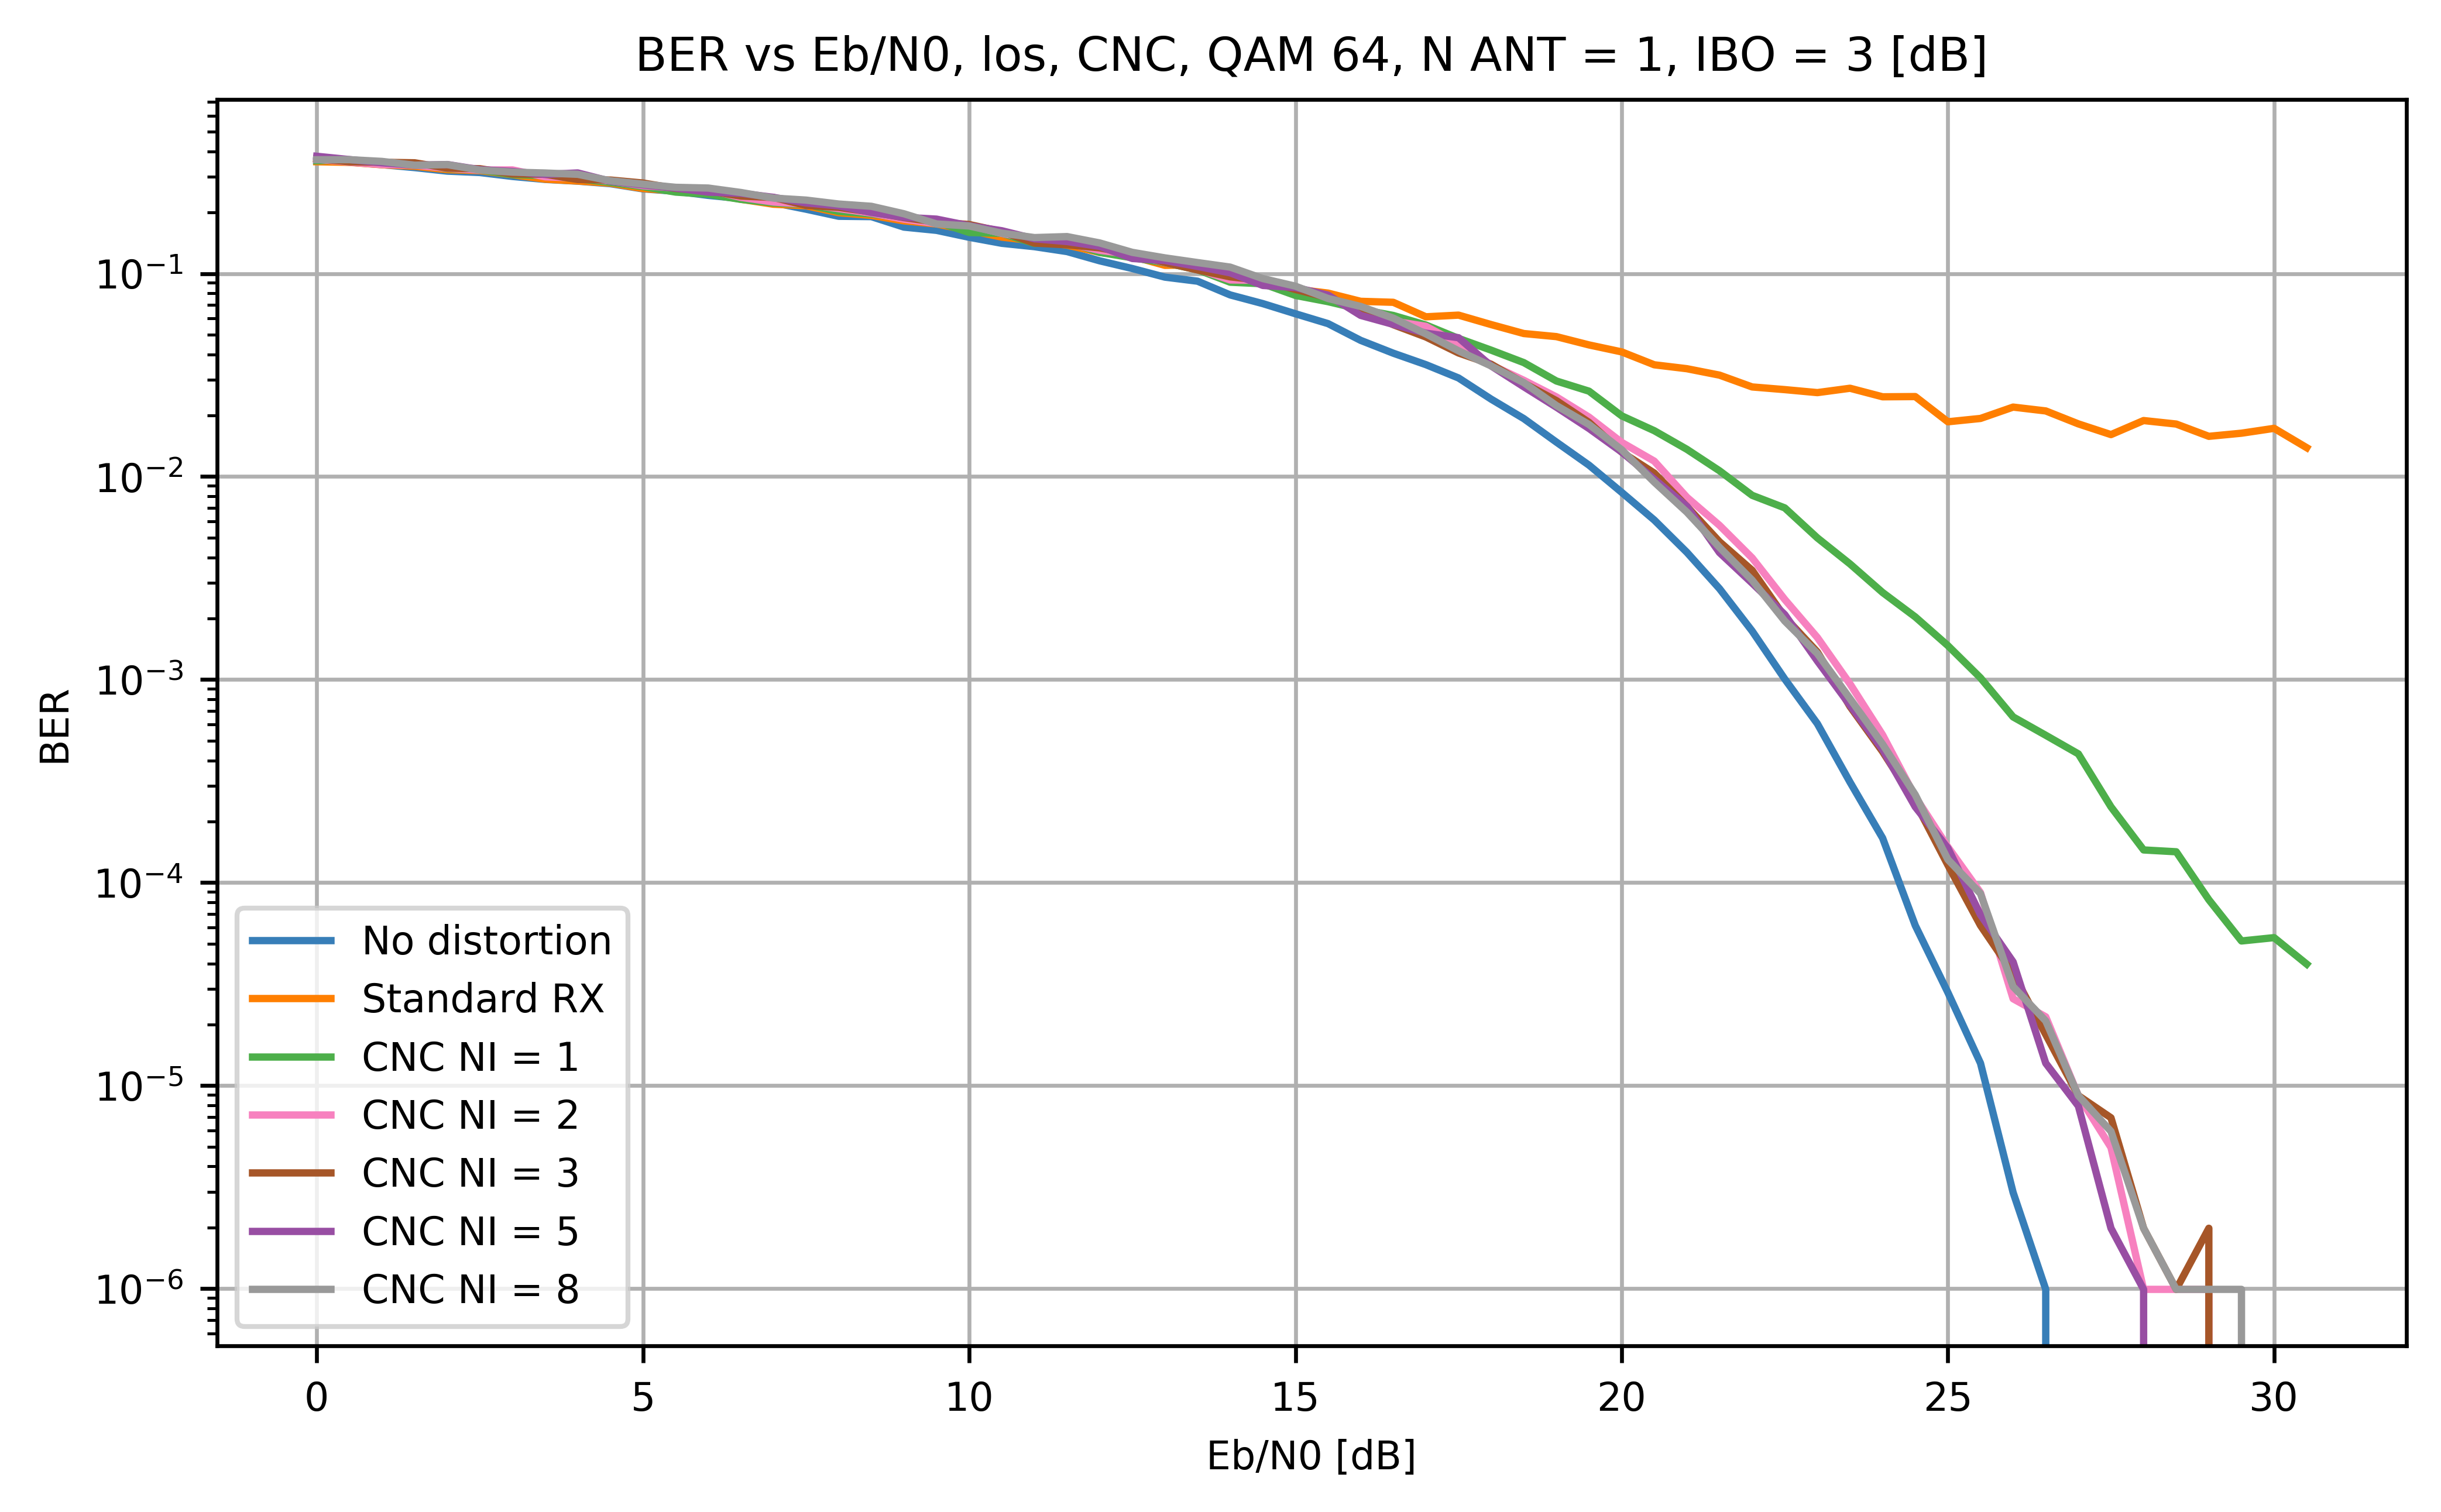 BER vs Eb/N0, los, CNC, QAM 64, N ANT = 1, IBO = 3 [dB]
BER
10⁻¹
10⁻²
10⁻³
10⁻⁴
10⁻⁵
10⁻⁶
No distortion
Standard RX
CNC NI = 1
CNC NI = 2
CNC NI = 3
CNC NI = 5
CNC NI = 8
0 5 10 15 20 25 30
Eb/N0 [dB]